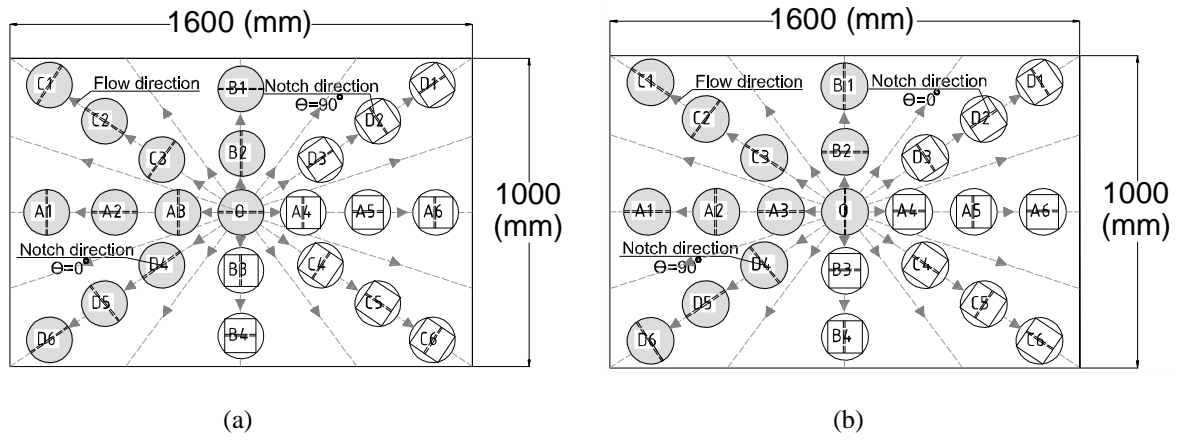 1600 (mm)
C1
Flow direction
B1
Notch direction
Ɵ=90°
D1
C2
D2
C3
B2
D3
A1
A2
A3
O
A4
A5
A6
1000
(mm)
Notch direction
Ɵ=0°
D4
B3
C4
D5
C5
D6
B4
C6
(a)
1600 (mm)
C1
Flow direction
B1
Notch direction
Ɵ=0°
D1
C2
D2
C3
B2
D3
A1
A2
A3
O
A4
A5
A6
1000
(mm)
Notch direction
Ɵ=90°
D4
B3
C4
D5
C5
D6
B4
C6
(b)